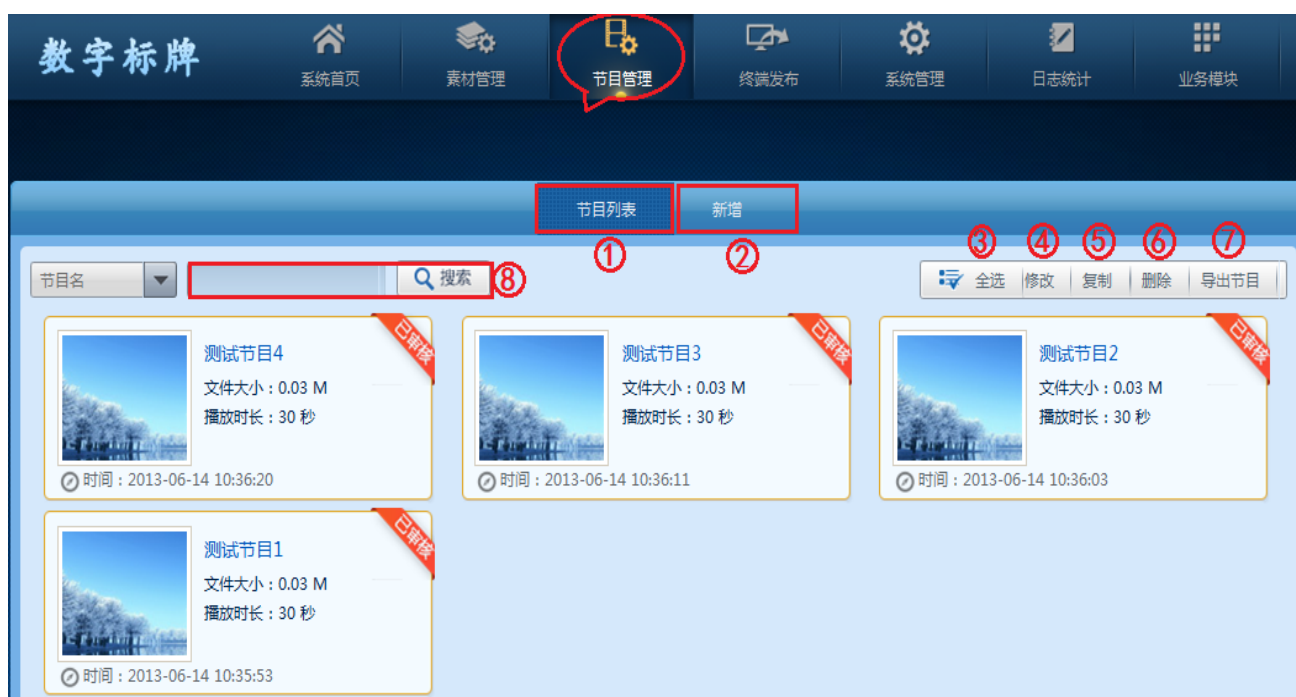 数字标牌
系统首页 素材管理 节目管理 终端发布 系统管理 日志统计 业务模块
节目列表 新增
① ② ③ ④ ⑤ ⑥ ⑦
节目名 搜索 ⑧ 全选 修改 复制 删除 导出节目
已审核 已审核 已审核
测试节目4 测试节目3 测试节目2
文件大小：0.03 M 文件大小：0.03 M 文件大小：0.03 M
播放时长：30 秒 播放时长：30 秒 播放时长：30 秒
时间：2013-06-14 10:36:20 时间：2013-06-14 10:36:11 时间：2013-06-14 10:36:03
已审核
测试节目1
文件大小：0.03 M
播放时长：30 秒
时间：2013-06-14 10:35:53